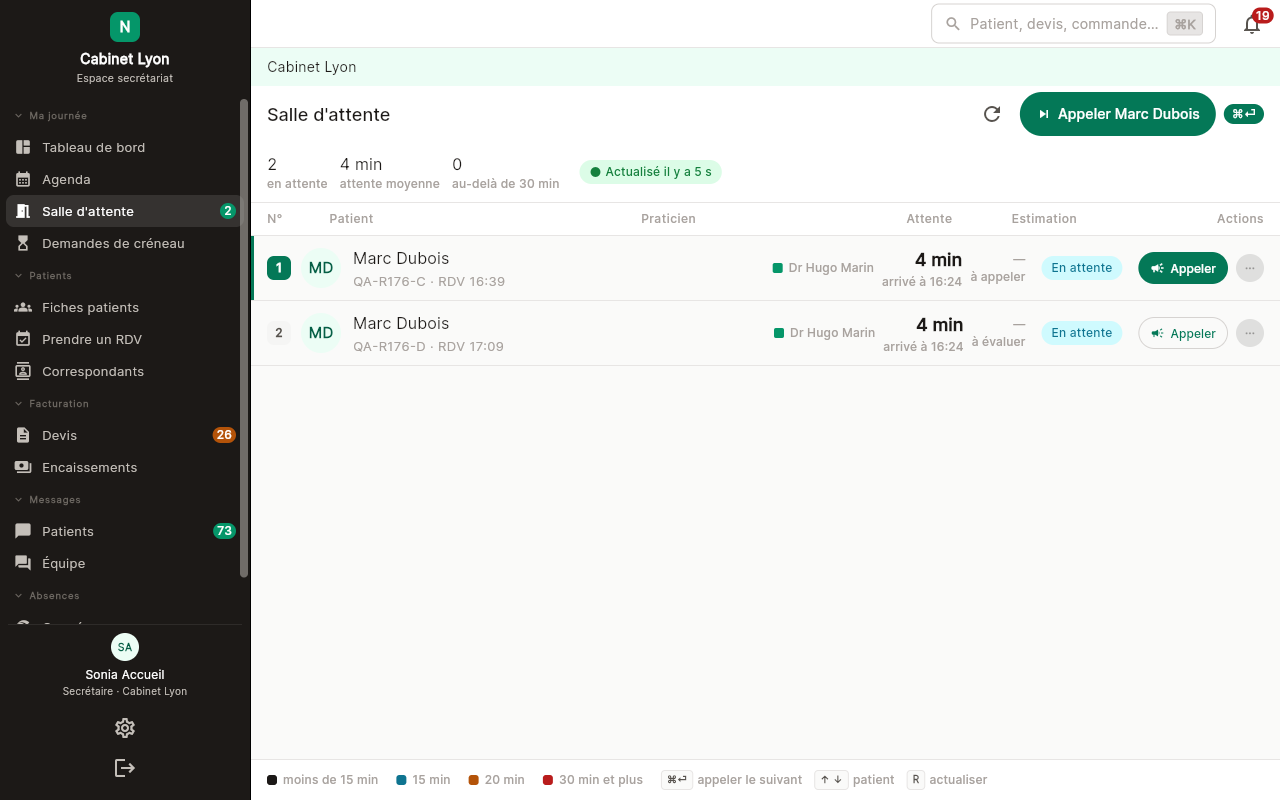 N
Cabinet Lyon
Espace secrétariat
Ma journée
Tableau de bord
Agenda
Salle d'attente 2
Demandes de créneau
Patients
Fiches patients
Prendre un RDV
Correspondants
Facturation
Devis 26
Encaissements
Messages
Patients 73
Équipe
Absences
SA
Sonia Accueil
Secrétaire · Cabinet Lyon
Patient, devis, commande... ⌘K
19
Cabinet Lyon
Salle d'attente
Appeler Marc Dubois ⌘⏎
2 en attente
4 min attente moyenne
0 au-delà de 30 min
Actualisé il y a 5 s
N° Patient Praticien Attente Estimation Actions
1 MD Marc Dubois
QA-R176-C · RDV 16:39
Dr Hugo Marin
4 min
arrivé à 16:24
—
à appeler
En attente
Appeler
···
2 MD Marc Dubois
QA-R176-D · RDV 17:09
Dr Hugo Marin
4 min
arrivé à 16:24
—
à évaluer
En attente
Appeler
···
moins de 15 min 15 min 20 min 30 min et plus ⌘⏎ appeler le suivant ↑ ↓ patient R actualiser